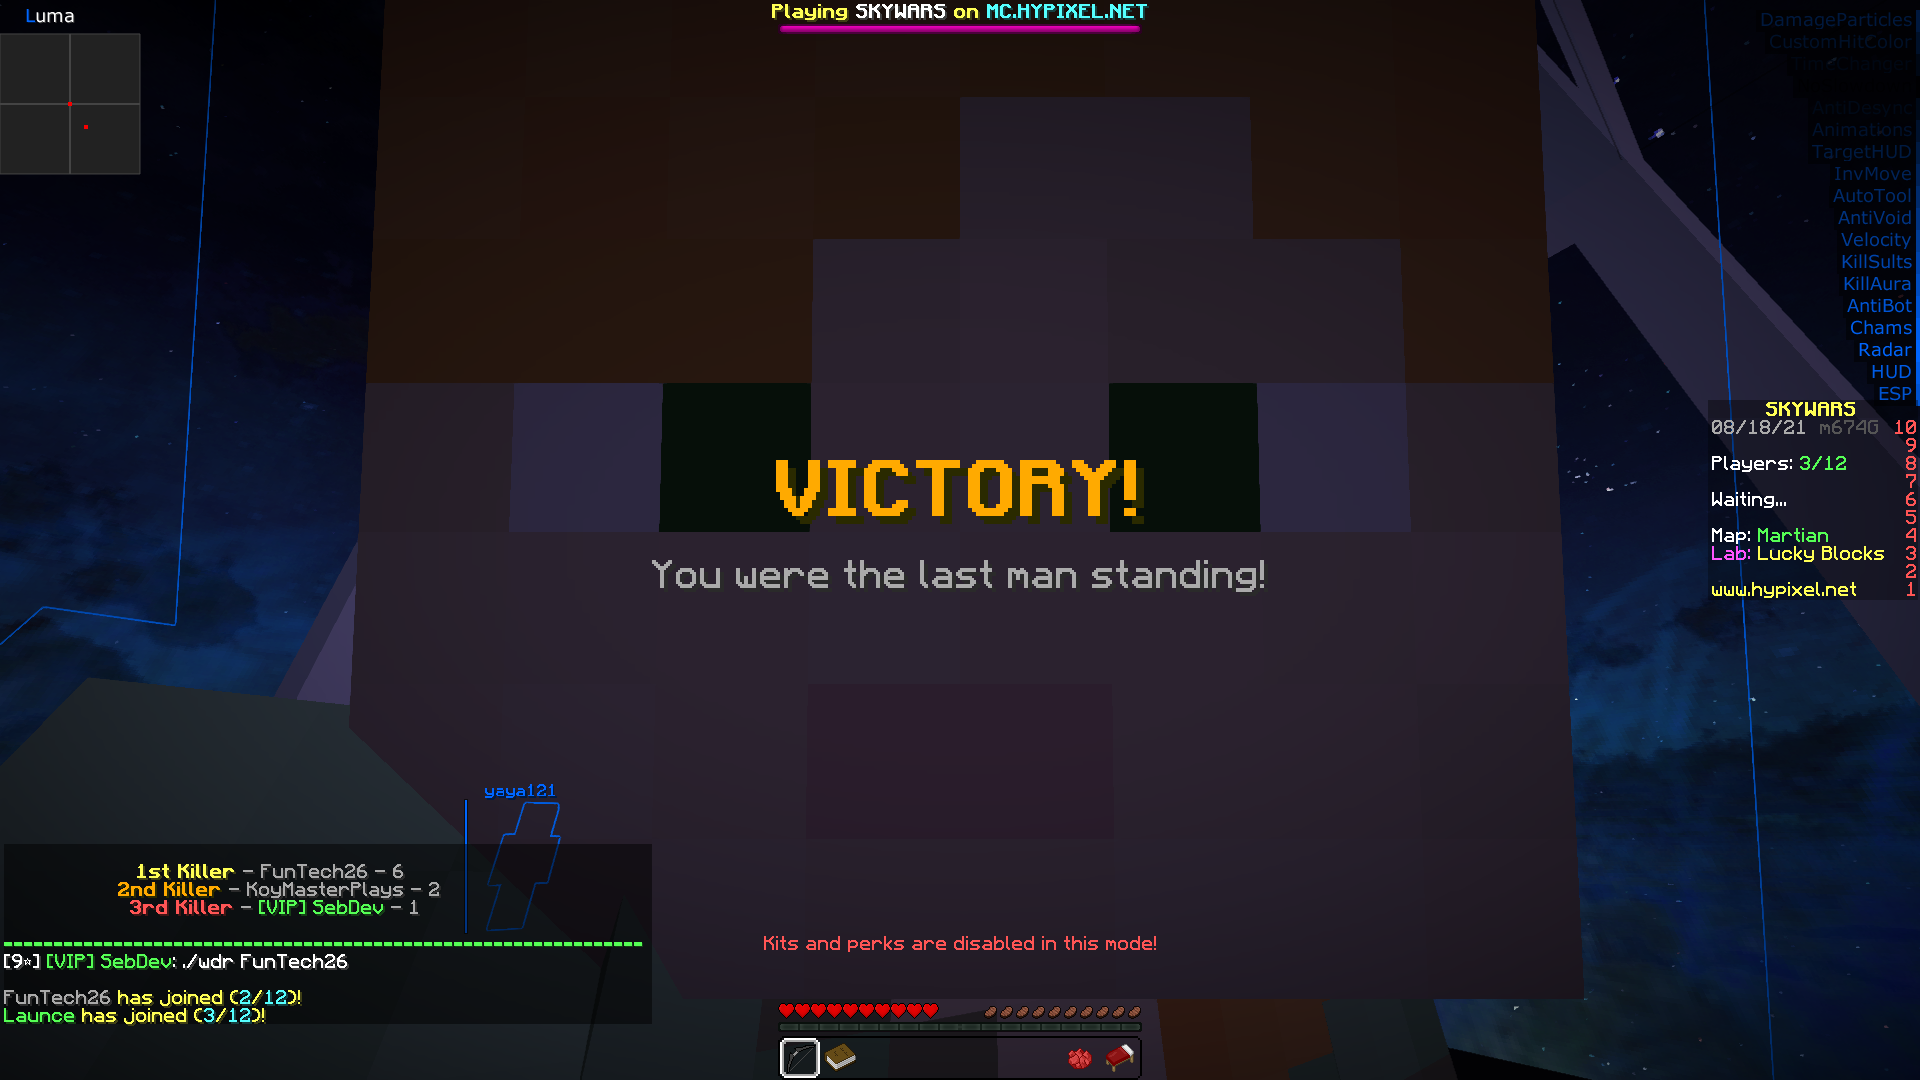 Luma
Playing SKYWARS on MC.HYPIXEL.NET
DamageParticles
CustomHitColor
TimeChanger
AntiDesync
Animations
TargetHUD
InvMove
AutoTool
AntiVoid
Velocity
KillSults
KillAura
AntiBot
Chams
Radar
HUD
ESP
SKYWARS
08/18/21 m674G 10
9
Players: 3/12 8
7
Waiting... 6
5
Map: Martian 4
Lab: Lucky Blocks 3
2
www.hypixel.net 1
VICTORY!
You were the last man standing!
yaya121
1st Killer - FunTech26 - 6
2nd Killer - KoyMasterPlays - 2
3rd Killer - [VIP] SebDev - 1
[9☆] [VIP] SebDev: ./wdr FunTech26
FunTech26 has joined (2/12)!
Launce has joined (3/12)!
Kits and perks are disabled in this mode!